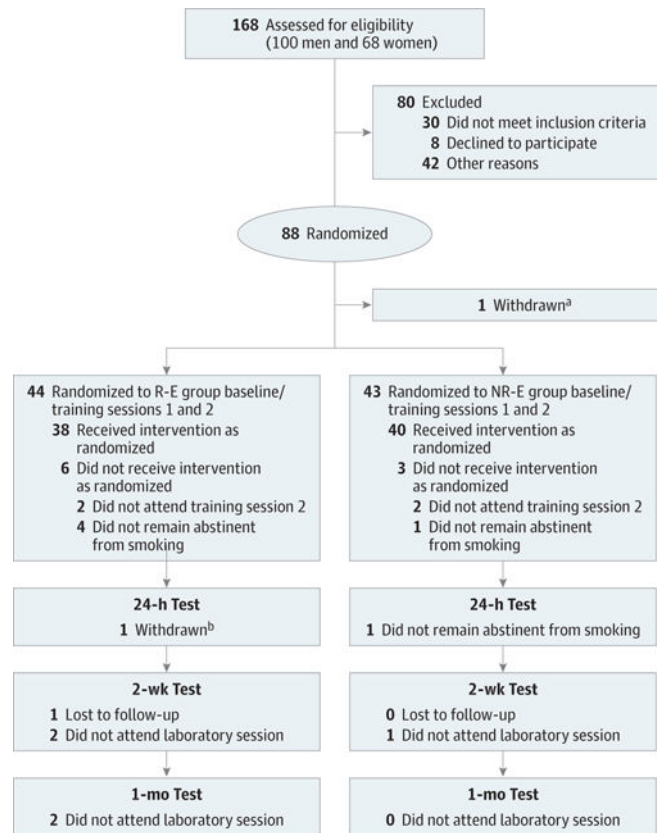 168 Assessed for eligibility
(100 men and 68 women)
80 Excluded
30 Did not meet inclusion criteria
8 Declined to participate
42 Other reasons
88 Randomized
1 Withdrawnᵃ
44 Randomized to R-E group baseline/
training sessions 1 and 2
38 Received intervention as
randomized
6 Did not receive intervention
as randomized
2 Did not attend training session 2
4 Did not remain abstinent
from smoking
43 Randomized to NR-E group baseline/
training sessions 1 and 2
40 Received intervention as
randomized
3 Did not receive intervention
as randomized
2 Did not attend training session 2
1 Did not remain abstinent
from smoking
24-h Test
1 Withdrawnᵇ
24-h Test
1 Did not remain abstinent from smoking
2-wk Test
1 Lost to follow-up
2 Did not attend laboratory session
2-wk Test
0 Lost to follow-up
1 Did not attend laboratory session
1-mo Test
2 Did not attend laboratory session
1-mo Test
0 Did not attend laboratory session